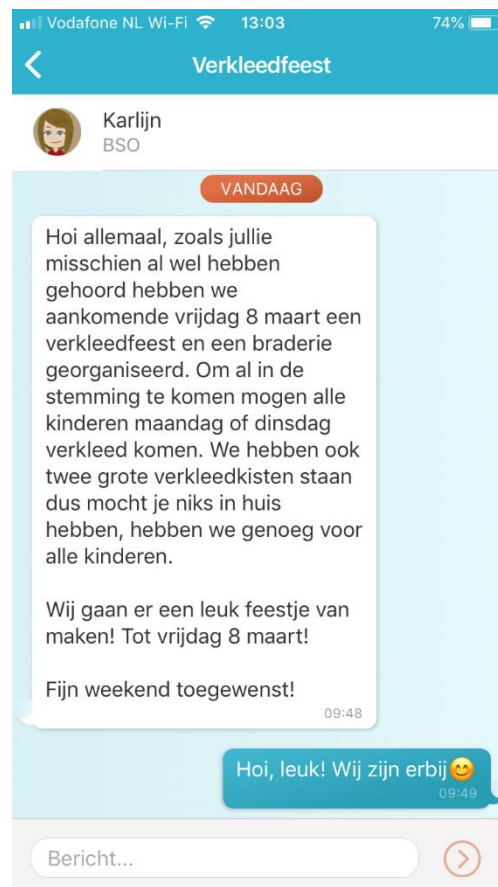 Vodafone NL Wi-Fi 13:03 74%
Verkleedfeest
Karlijn
BSO
VANDAAG
Hoi allemaal, zoals jullie
misschien al wel hebben
gehoord hebben we
aankomende vrijdag 8 maart een
verkleedfeest en een braderie
georganiseerd. Om al in de
stemming te komen mogen alle
kinderen maandag of dinsdag
verkleed komen. We hebben ook
twee grote verkleedkisten staan
dus mocht je niks in huis
hebben, hebben we genoeg voor
alle kinderen.
Wij gaan er een leuk feestje van
maken! Tot vrijdag 8 maart!
Fijn weekend toegewenst!
09:48
Hoi, leuk! Wij zijn erbij😊
09:49
Bericht...